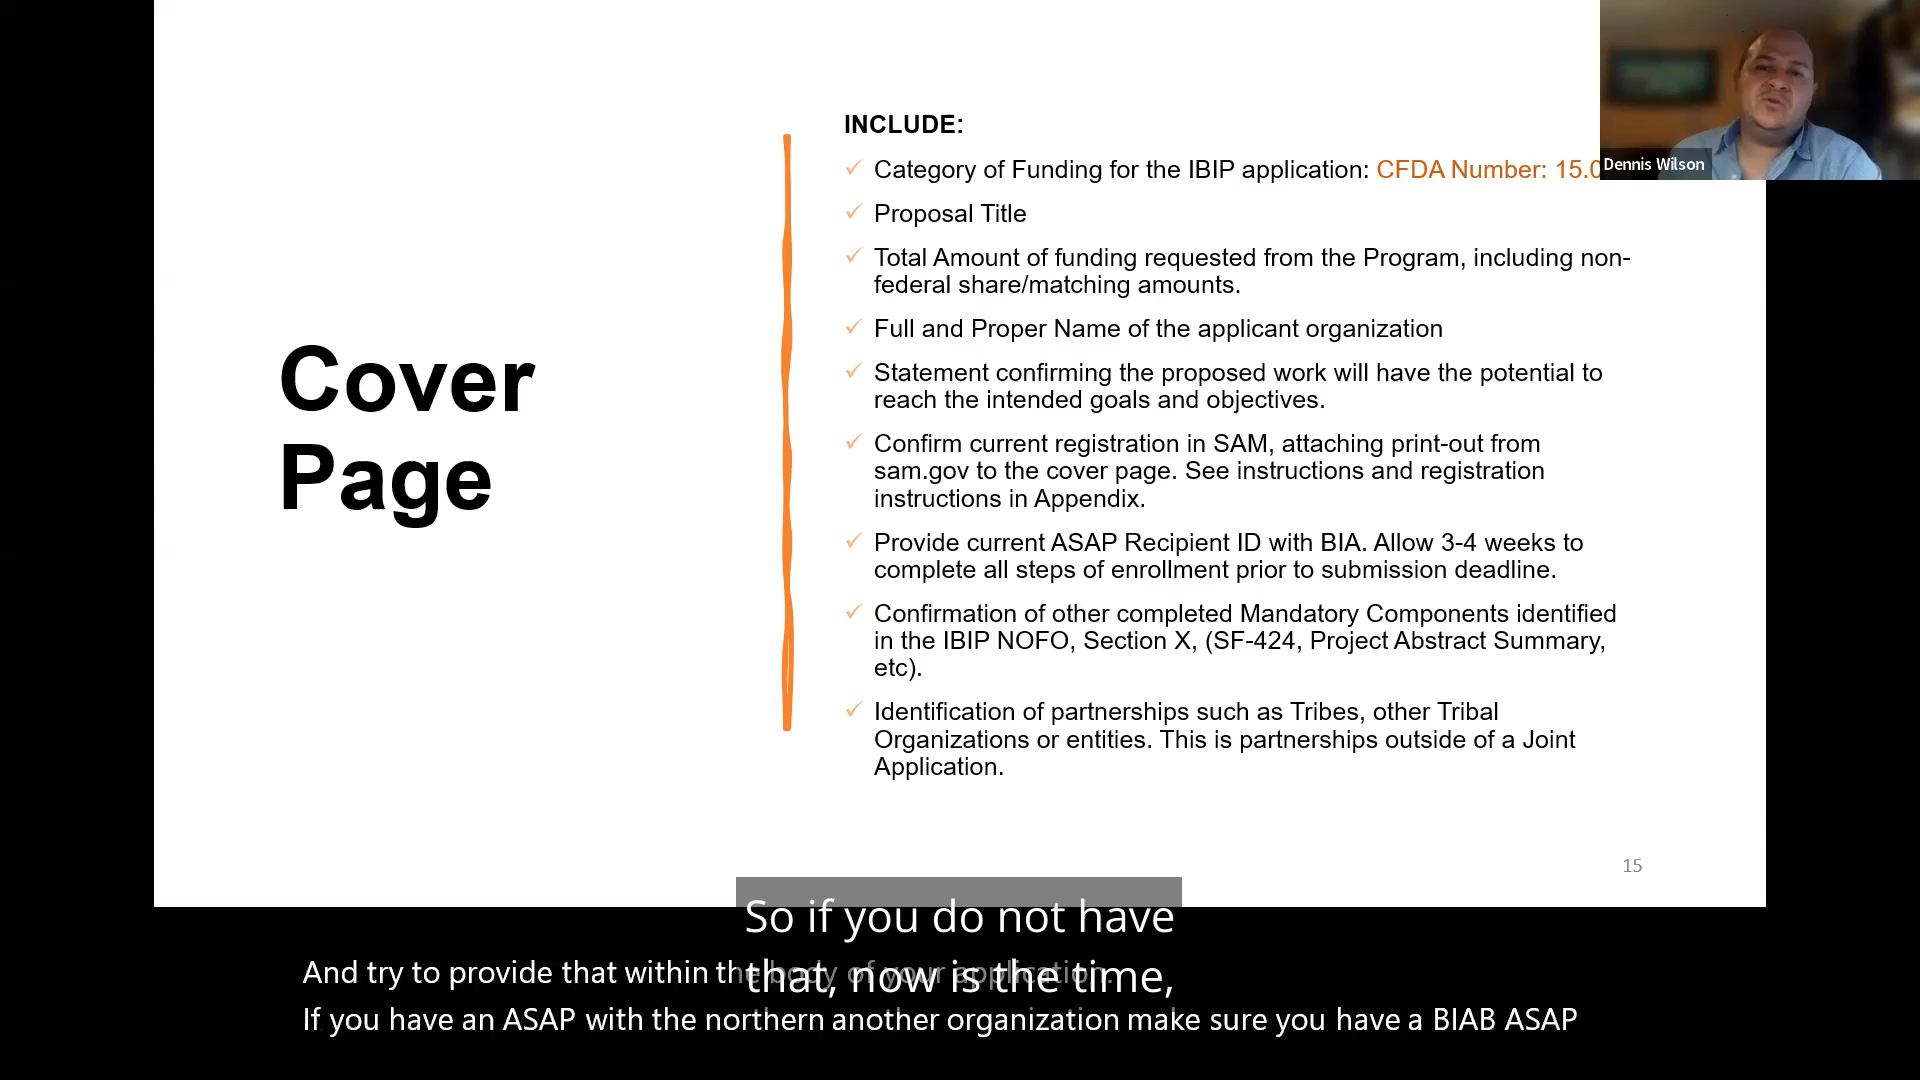 INCLUDE:
Category of Funding for the IBIP application: CFDA Number: 15.0
Dennis Wilson
Proposal Title
Total Amount of funding requested from the Program, including non-
federal share/matching amounts.
Full and Proper Name of the applicant organization
Statement confirming the proposed work will have the potential to
reach the intended goals and objectives.
Confirm current registration in SAM, attaching print-out from
sam.gov to the cover page. See instructions and registration
instructions in Appendix.
Provide current ASAP Recipient ID with BIA. Allow 3-4 weeks to
complete all steps of enrollment prior to submission deadline.
Confirmation of other completed Mandatory Components identified
in the IBIP NOFO, Section X, (SF-424, Project Abstract Summary,
etc).
Identification of partnerships such as Tribes, other Tribal
Organizations or entities. This is partnerships outside of a Joint
Application.
Cover
Page
15
So if you do not have
that, now is the time,
And try to provide that within the body of your application.
If you have an ASAP with the northern another organization make sure you have a BIAB ASAP